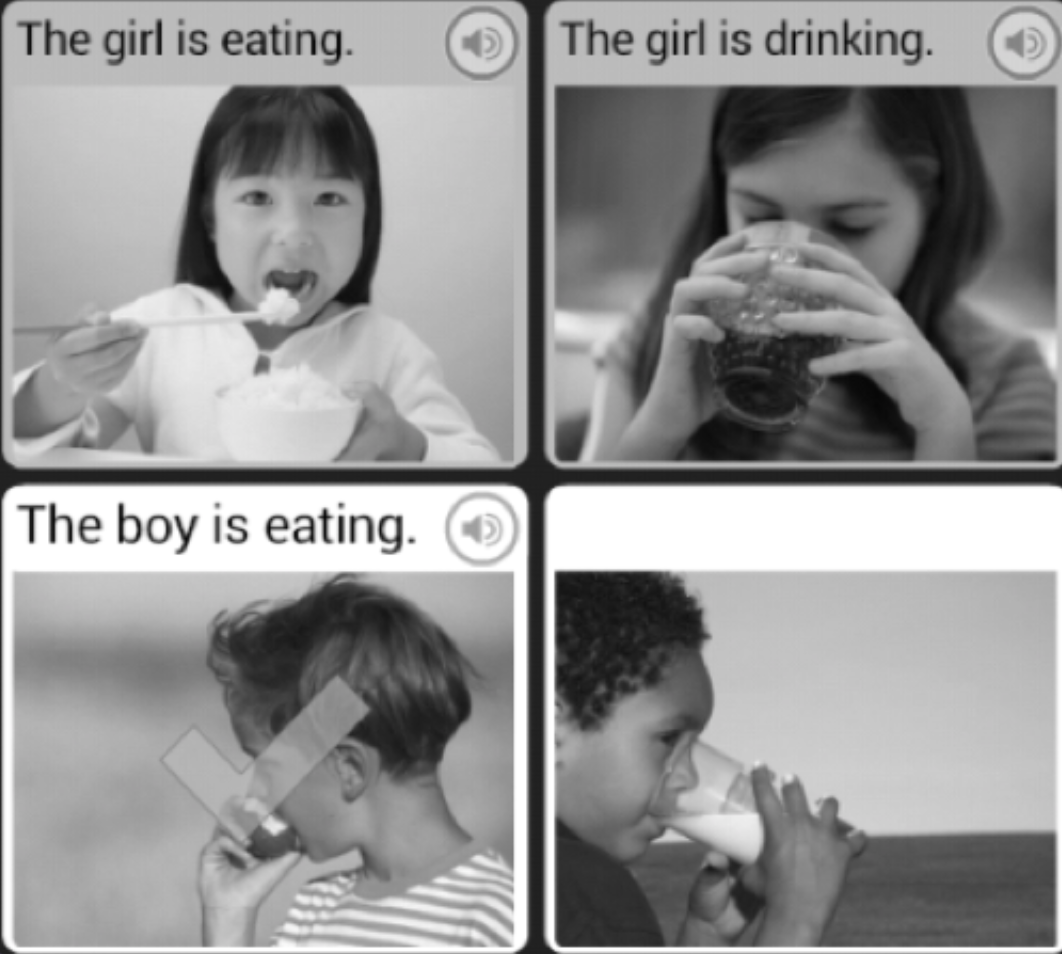 The girl is eating.
The girl is drinking.
The boy is eating.